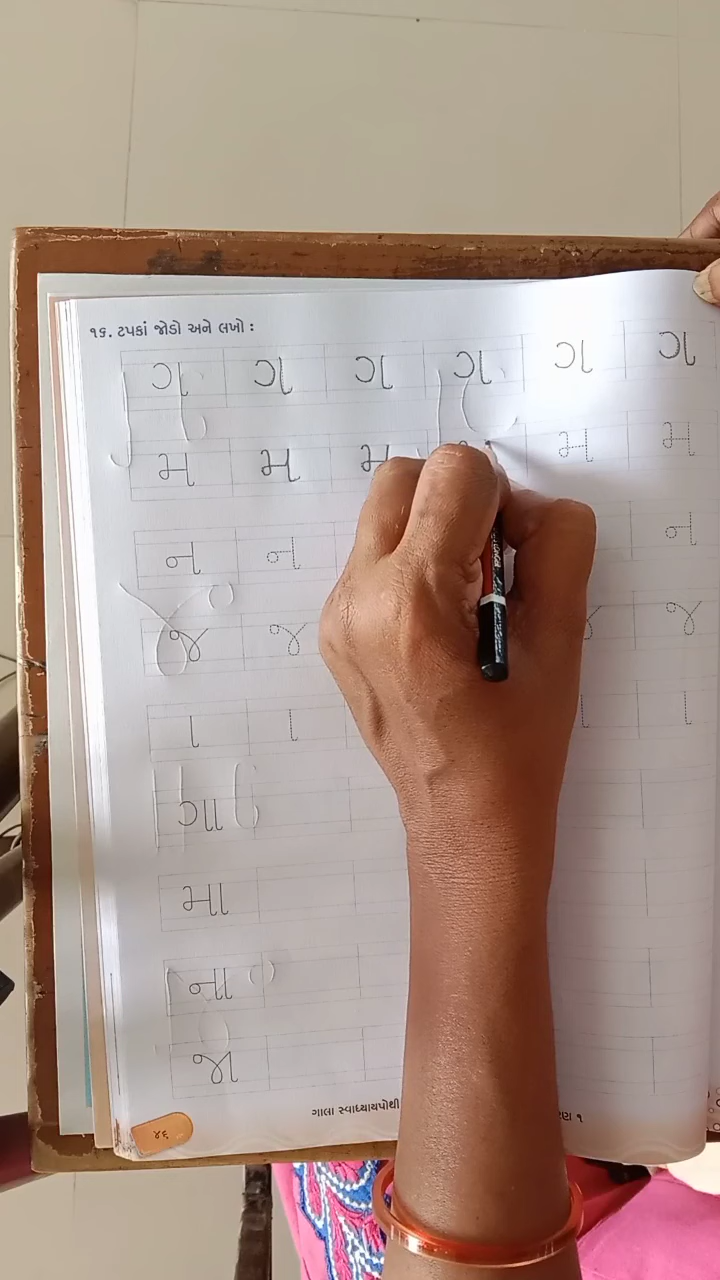 ૧૬. ટપકાં જોડો અને લખો :
ગ ગ ગ ગ ગ ગ
મ મ મ મ મ
ન ન ન
જ જ જ
ા ા ા ા
ગા
મા
ના
જા
ગાલા સ્વાધ્યાયપોથી
૪૬